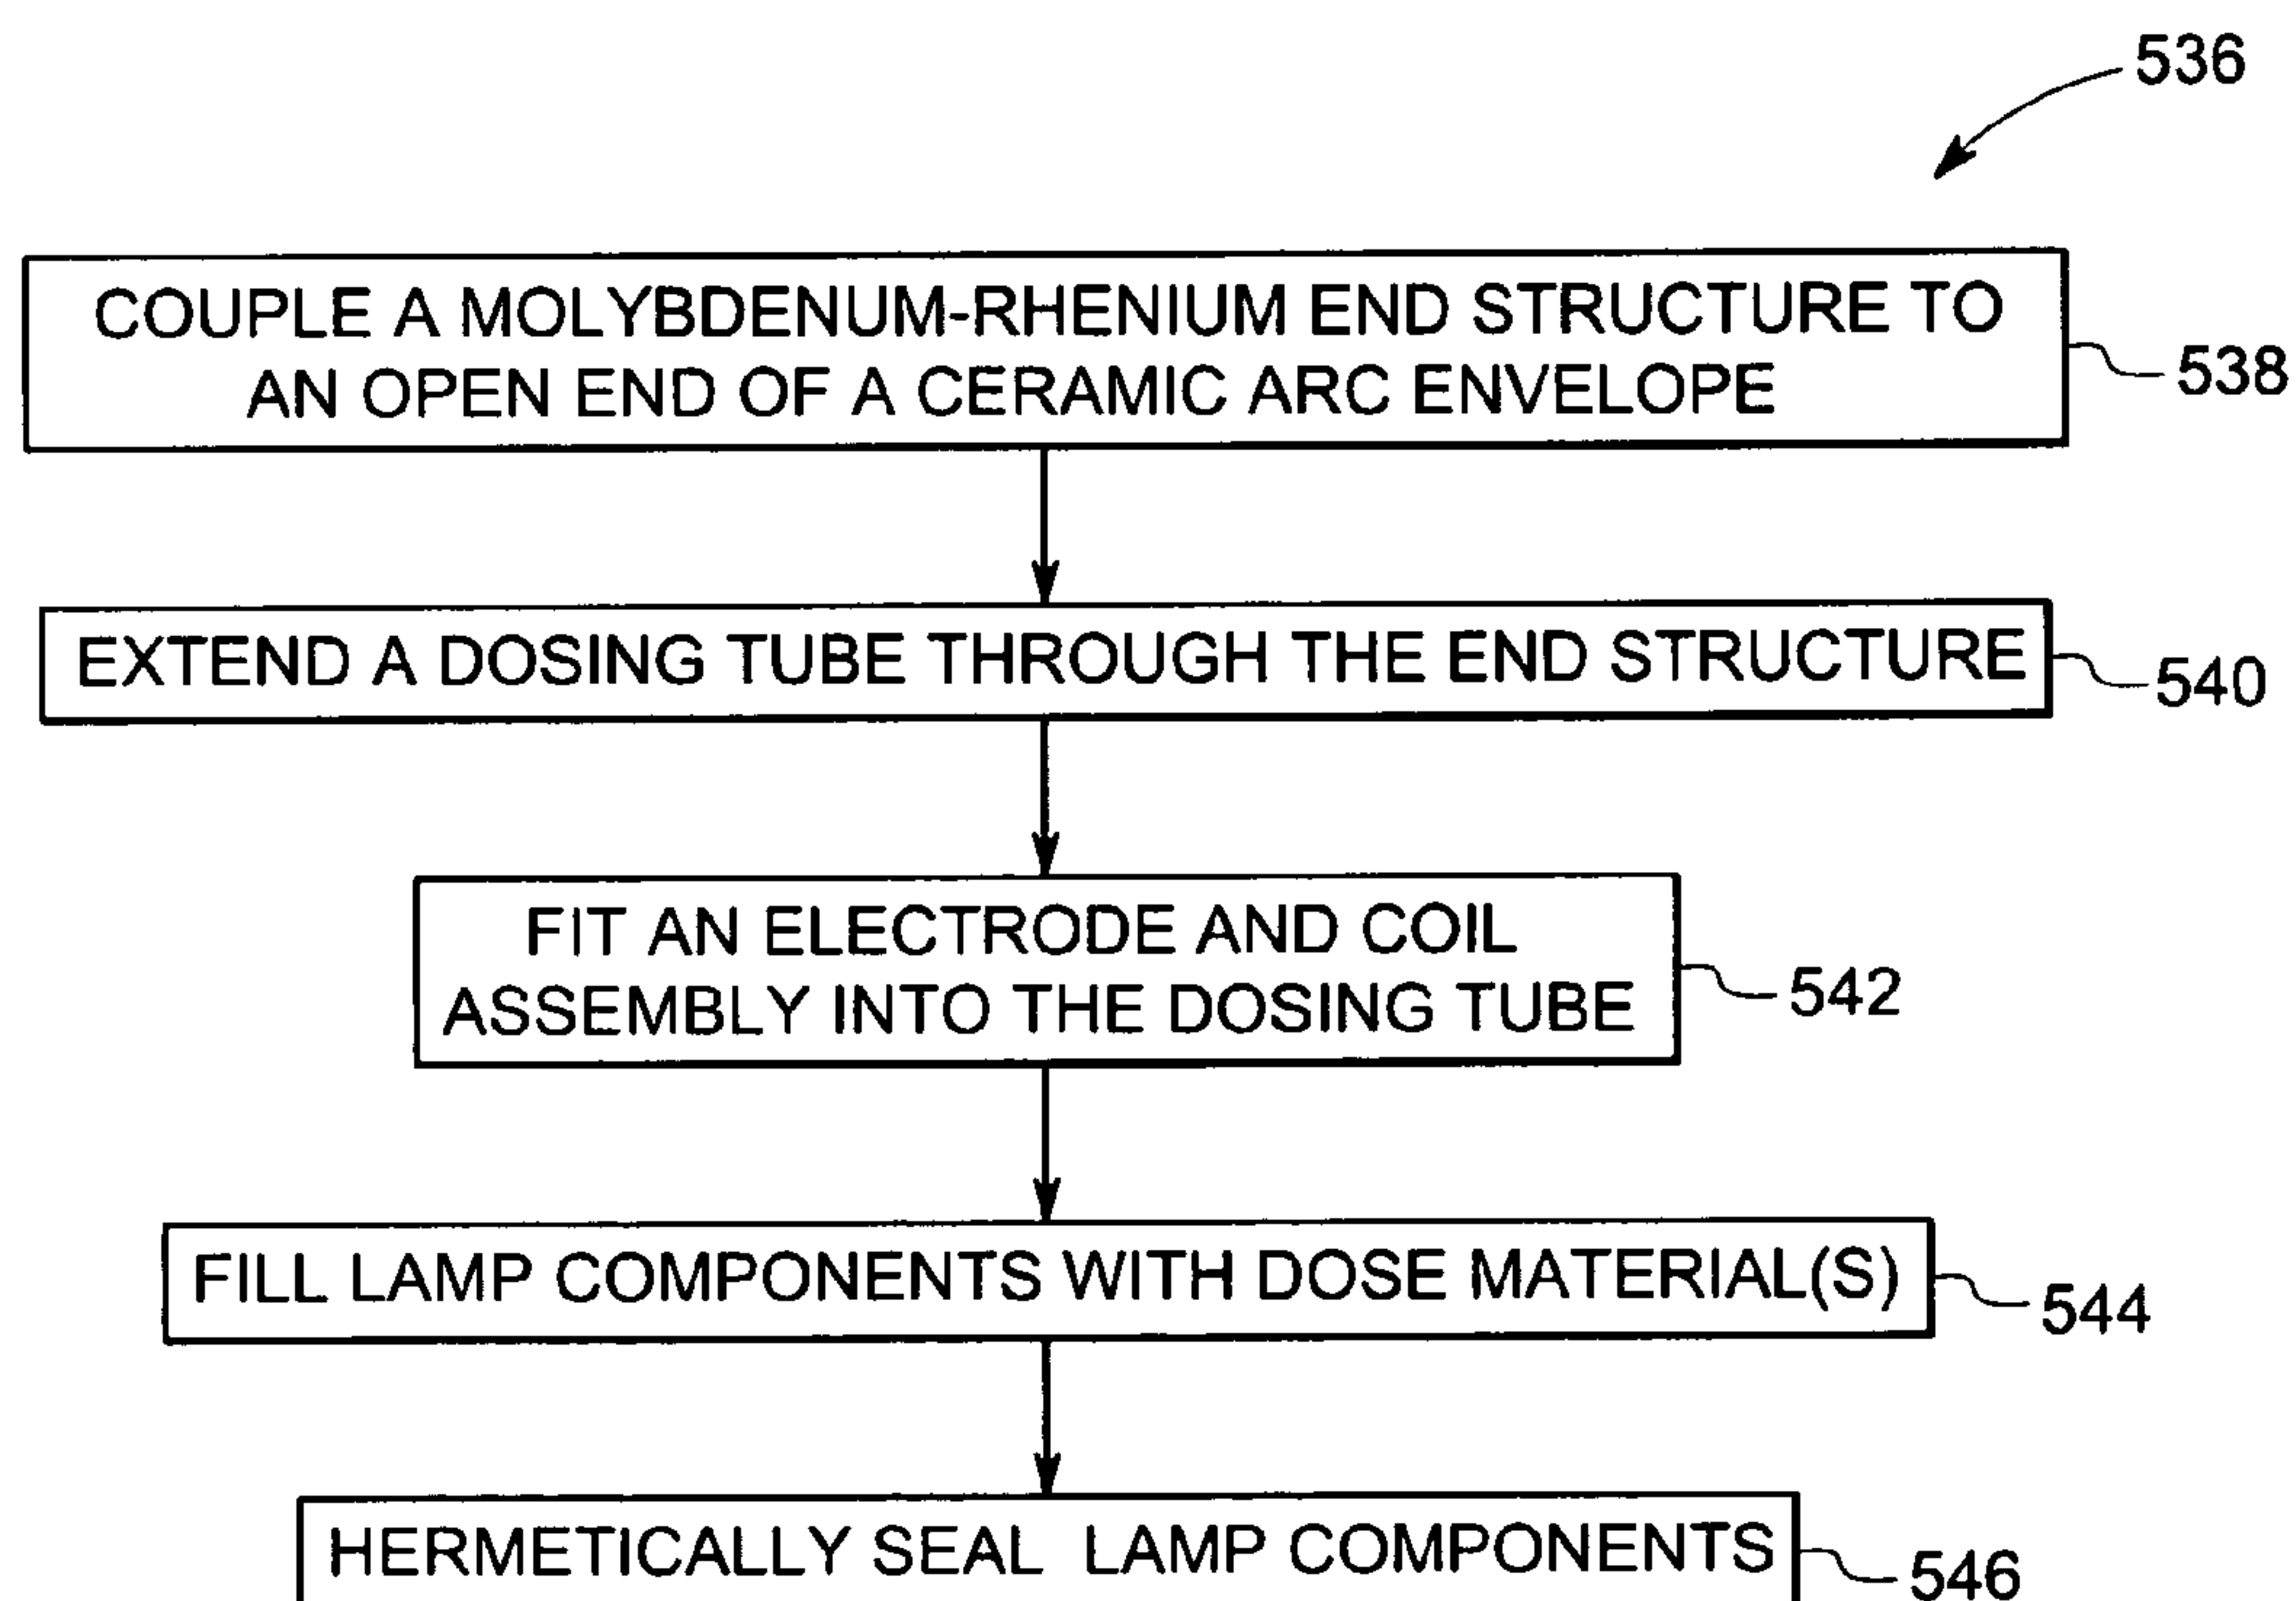 536
COUPLE A MOLYBDENUM-RHENIUM END STRUCTURE TO
AN OPEN END OF A CERAMIC ARC ENVELOPE
538
EXTEND A DOSING TUBE THROUGH THE END STRUCTURE
540
FIT AN ELECTRODE AND COIL
ASSEMBLY INTO THE DOSING TUBE
542
FILL LAMP COMPONENTS WITH DOSE MATERIAL(S)
544
HERMETICALLY SEAL LAMP COMPONENTS
546